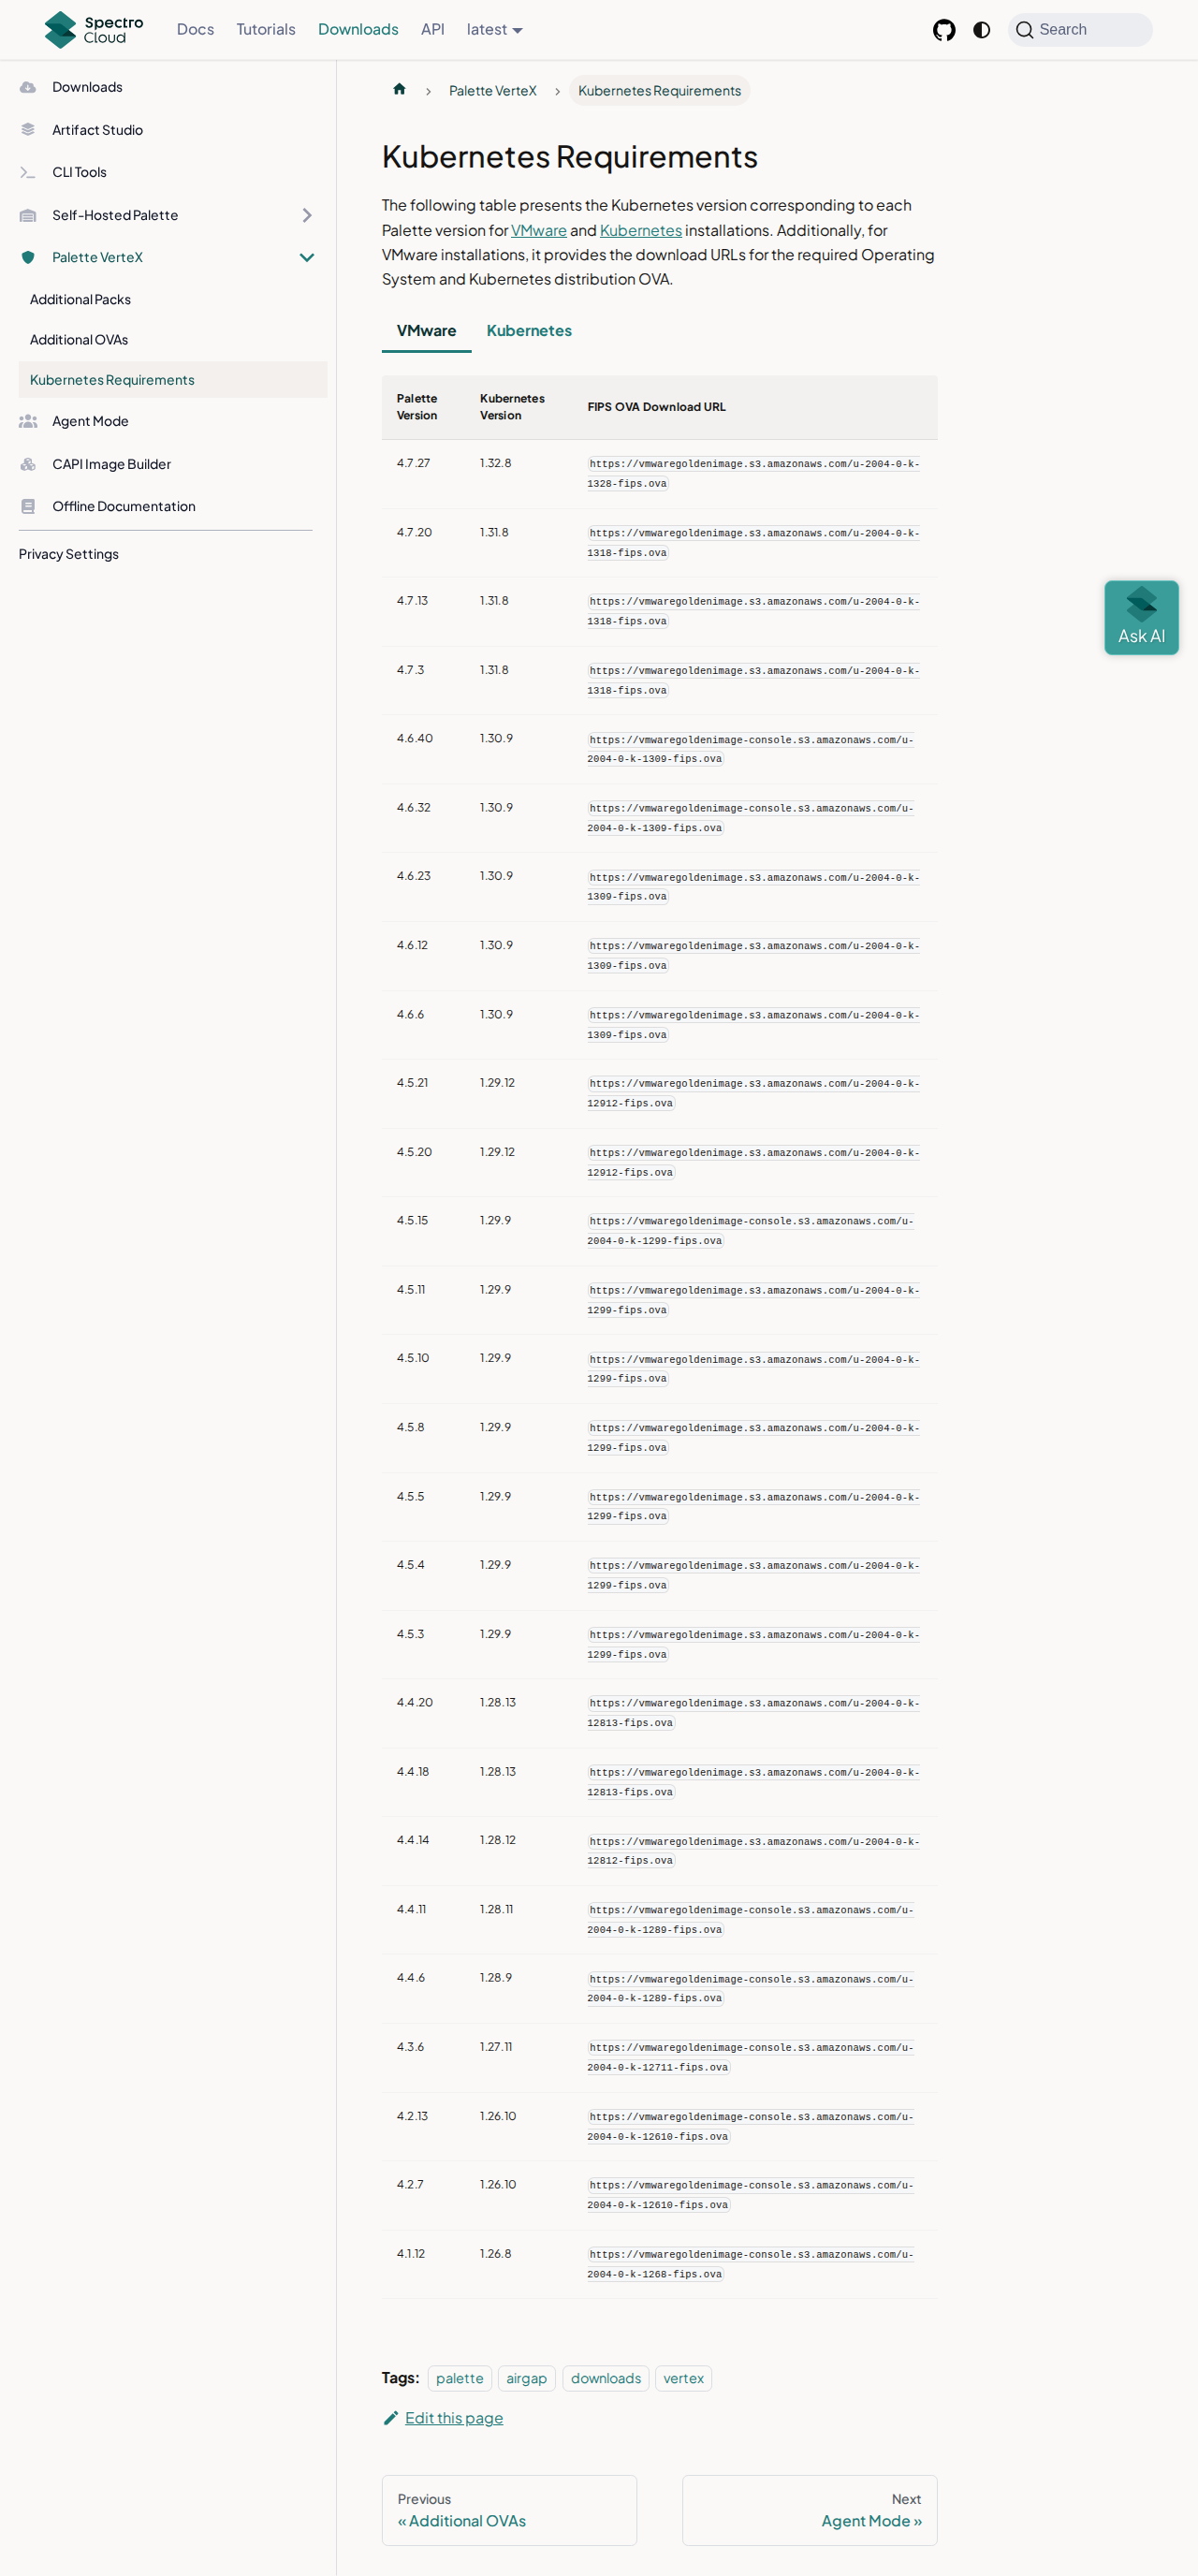 Spectro
Cloud
Docs
Tutorials
Downloads
API
latest
Search
Downloads
Artifact Studio
CLI Tools
Self-Hosted Palette
Palette VerteX
Additional Packs
Additional OVAs
Kubernetes Requirements
Agent Mode
CAPI Image Builder
Offline Documentation
Privacy Settings
Palette VerteX
Kubernetes Requirements
Kubernetes Requirements
The following table presents the Kubernetes version corresponding to each
Palette version for VMware and Kubernetes installations. Additionally, for
VMware installations, it provides the download URLs for the required Operating
System and Kubernetes distribution OVA.
VMware
Kubernetes
Palette
Version
Kubernetes
Version
FIPS OVA Download URL
4.7.27
1.32.8
https://vmwaregoldenimage.s3.amazonaws.com/u-2004-0-k-
1328-fips.ova
4.7.20
1.31.8
https://vmwaregoldenimage.s3.amazonaws.com/u-2004-0-k-
1318-fips.ova
4.7.13
1.31.8
https://vmwaregoldenimage.s3.amazonaws.com/u-2004-0-k-
1318-fips.ova
4.7.3
1.31.8
https://vmwaregoldenimage.s3.amazonaws.com/u-2004-0-k-
1318-fips.ova
4.6.40
1.30.9
https://vmwaregoldenimage-console.s3.amazonaws.com/u-
2004-0-k-1309-fips.ova
4.6.32
1.30.9
https://vmwaregoldenimage-console.s3.amazonaws.com/u-
2004-0-k-1309-fips.ova
4.6.23
1.30.9
https://vmwaregoldenimage.s3.amazonaws.com/u-2004-0-k-
1309-fips.ova
4.6.12
1.30.9
https://vmwaregoldenimage.s3.amazonaws.com/u-2004-0-k-
1309-fips.ova
4.6.6
1.30.9
https://vmwaregoldenimage.s3.amazonaws.com/u-2004-0-k-
1309-fips.ova
4.5.21
1.29.12
https://vmwaregoldenimage.s3.amazonaws.com/u-2004-0-k-
12912-fips.ova
4.5.20
1.29.12
https://vmwaregoldenimage.s3.amazonaws.com/u-2004-0-k-
12912-fips.ova
4.5.15
1.29.9
https://vmwaregoldenimage-console.s3.amazonaws.com/u-
2004-0-k-1299-fips.ova
4.5.11
1.29.9
https://vmwaregoldenimage.s3.amazonaws.com/u-2004-0-k-
1299-fips.ova
4.5.10
1.29.9
https://vmwaregoldenimage.s3.amazonaws.com/u-2004-0-k-
1299-fips.ova
4.5.8
1.29.9
https://vmwaregoldenimage.s3.amazonaws.com/u-2004-0-k-
1299-fips.ova
4.5.5
1.29.9
https://vmwaregoldenimage.s3.amazonaws.com/u-2004-0-k-
1299-fips.ova
4.5.4
1.29.9
https://vmwaregoldenimage.s3.amazonaws.com/u-2004-0-k-
1299-fips.ova
4.5.3
1.29.9
https://vmwaregoldenimage.s3.amazonaws.com/u-2004-0-k-
1299-fips.ova
4.4.20
1.28.13
https://vmwaregoldenimage.s3.amazonaws.com/u-2004-0-k-
12813-fips.ova
4.4.18
1.28.13
https://vmwaregoldenimage.s3.amazonaws.com/u-2004-0-k-
12813-fips.ova
4.4.14
1.28.12
https://vmwaregoldenimage.s3.amazonaws.com/u-2004-0-k-
12812-fips.ova
4.4.11
1.28.11
https://vmwaregoldenimage-console.s3.amazonaws.com/u-
2004-0-k-1289-fips.ova
4.4.6
1.28.9
https://vmwaregoldenimage-console.s3.amazonaws.com/u-
2004-0-k-1289-fips.ova
4.3.6
1.27.11
https://vmwaregoldenimage-console.s3.amazonaws.com/u-
2004-0-k-12711-fips.ova
4.2.13
1.26.10
https://vmwaregoldenimage-console.s3.amazonaws.com/u-
2004-0-k-12610-fips.ova
4.2.7
1.26.10
https://vmwaregoldenimage-console.s3.amazonaws.com/u-
2004-0-k-12610-fips.ova
4.1.12
1.26.8
https://vmwaregoldenimage-console.s3.amazonaws.com/u-
2004-0-k-1268-fips.ova
Ask AI
Tags: palette airgap downloads vertex
Edit this page
Previous
« Additional OVAs
Next
Agent Mode »